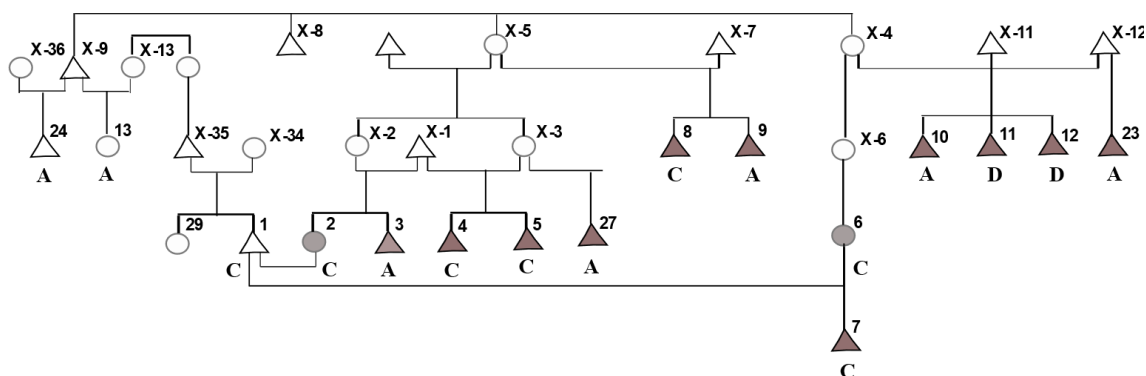 X-8 X-5 X-7 X-4 X-11 X-12
X-36 X-9 X-13
24 13 X-35 X-34 X-2 X-1 X-3 8 9 X-6 10 11 12 23
A A C A A D D A
29 1 2 3 4 5 27 6
C C A C C A C
7
C